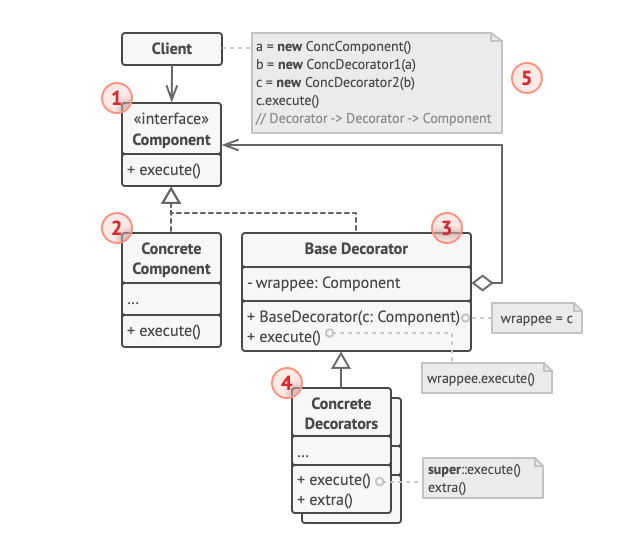 Client
a = new ConcComponent()
b = new ConcDecorator1(a)
c = new ConcDecorator2(b)
c.execute()
// Decorator -> Decorator -> Component
5
1
«interface»
Component
+ execute()
2
Concrete
Component
...
+ execute()
3
Base Decorator
- wrappee: Component
+ BaseDecorator(c: Component)
+ execute()
wrappee = c
wrappee.execute()
4
Concrete
Decorators
...
+ execute()
+ extra()
super::execute()
extra()